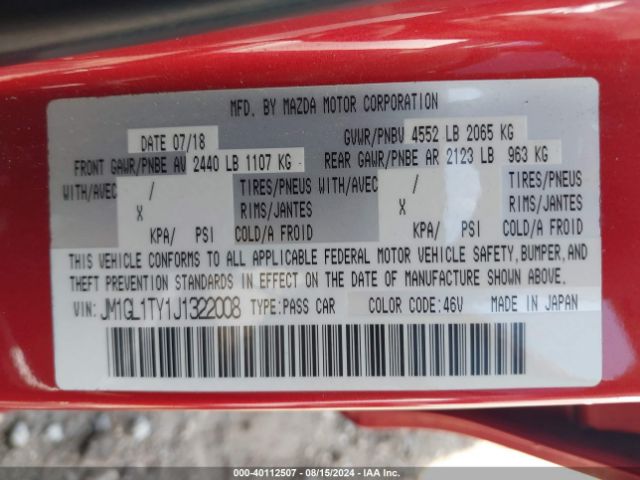 MFD. BY MAZDA MOTOR CORPORATION
DATE 07/18 GVWR/PNBV 4552 LB 2065 KG
FRONT GAWR/PNBE AV 2440 LB 1107 KG REAR GAWR/PNBE AR 2123 LB 963 KG
WITH/AVEC / TIRES/PNEUS WITH/AVEC / TIRES/PNEUS
X RIMS/JANTES X RIMS/JANTES
KPA/ PSI COLD/A FROID KPA/ PSI COLD/A FROID
THIS VEHICLE CONFORMS TO ALL APPLICABLE FEDERAL MOTOR VEHICLE SAFETY, BUMPER, AND
THEFT PREVENTION STANDARDS IN EFFECT ON THE DATE OF MANUFACTURE SHOWN ABOVE.
VIN: JM1GL1TY1J1322008 TYPE:PASS CAR COLOR CODE:46V MADE IN JAPAN
000-40112507 - 08/15/2024 - IAA Inc.